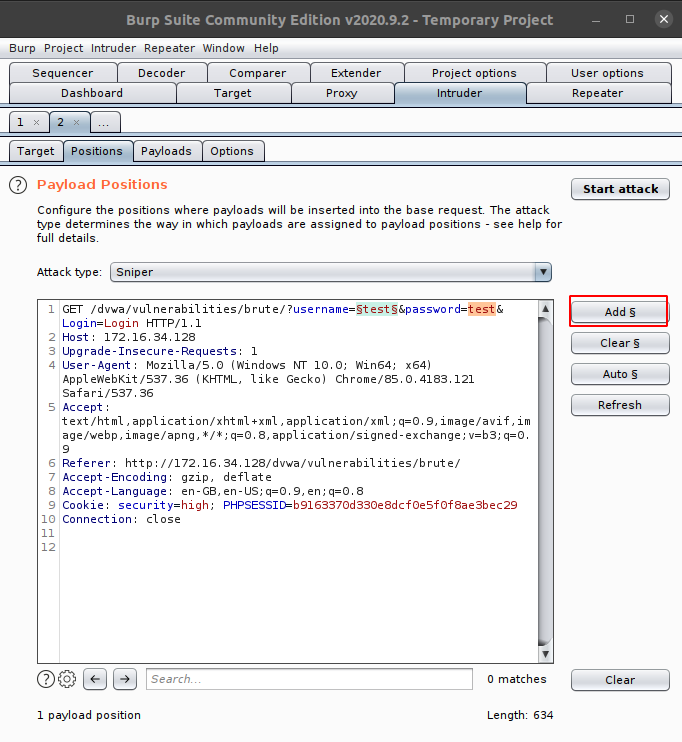 Burp Suite Community Edition v2020.9.2 - Temporary Project
Burp Project Intruder Repeater Window Help
Sequencer Decoder Comparer Extender Project options User options
Dashboard Target Proxy Intruder Repeater
1 × 2 × ...
Target Positions Payloads Options
? Payload Positions
Start attack
Configure the positions where payloads will be inserted into the base request. The attack
type determines the way in which payloads are assigned to payload positions - see help for
full details.
Attack type: Sniper
1 GET /dvwa/vulnerabilities/brute/?username=§test§&password=test&
Login=Login HTTP/1.1
2 Host: 172.16.34.128
3 Upgrade-Insecure-Requests: 1
4 User-Agent: Mozilla/5.0 (Windows NT 10.0; Win64; x64)
AppleWebKit/537.36 (KHTML, like Gecko) Chrome/85.0.4183.121
Safari/537.36
5 Accept:
text/html,application/xhtml+xml,application/xml;q=0.9,image/avif,im
age/webp,image/apng,*/*;q=0.8,application/signed-exchange;v=b3;q=0.
9
6 Referer: http://172.16.34.128/dvwa/vulnerabilities/brute/
7 Accept-Encoding: gzip, deflate
8 Accept-Language: en-GB,en-US;q=0.9,en;q=0.8
9 Cookie: security=high; PHPSESSID=b9163370d330e8dcf0e5f0f8ae3bec29
10 Connection: close
11
12
Add §
Clear §
Auto §
Refresh
? Search... 0 matches Clear
1 payload position Length: 634